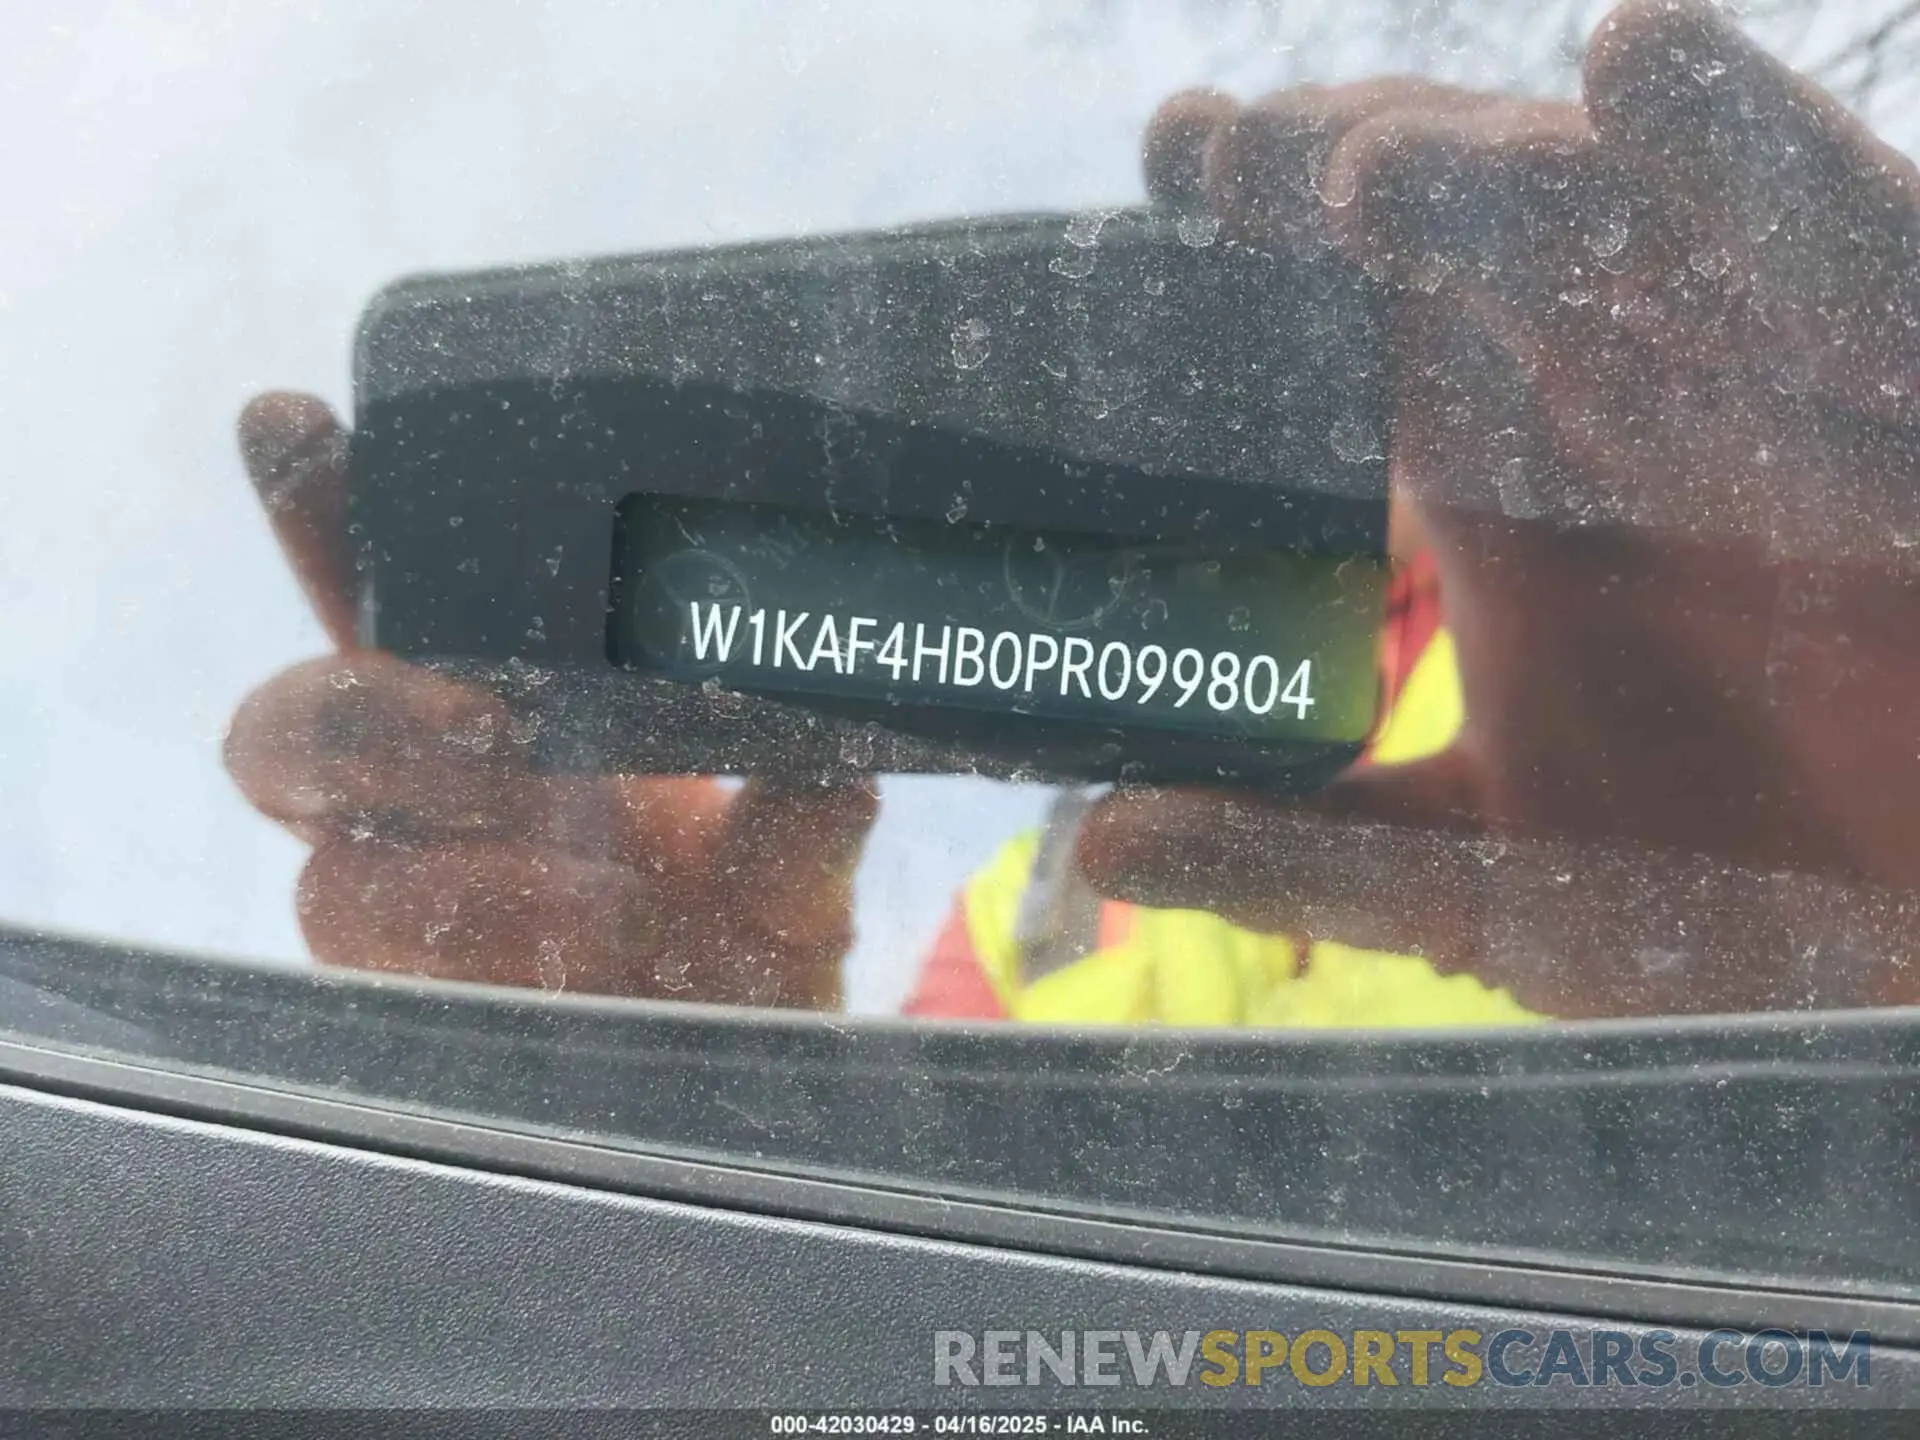 W1KAF4HB0PR099804
RENEWSPORTSCARS.COM
000-42030429 - 04/16/2025 - IAA Inc.